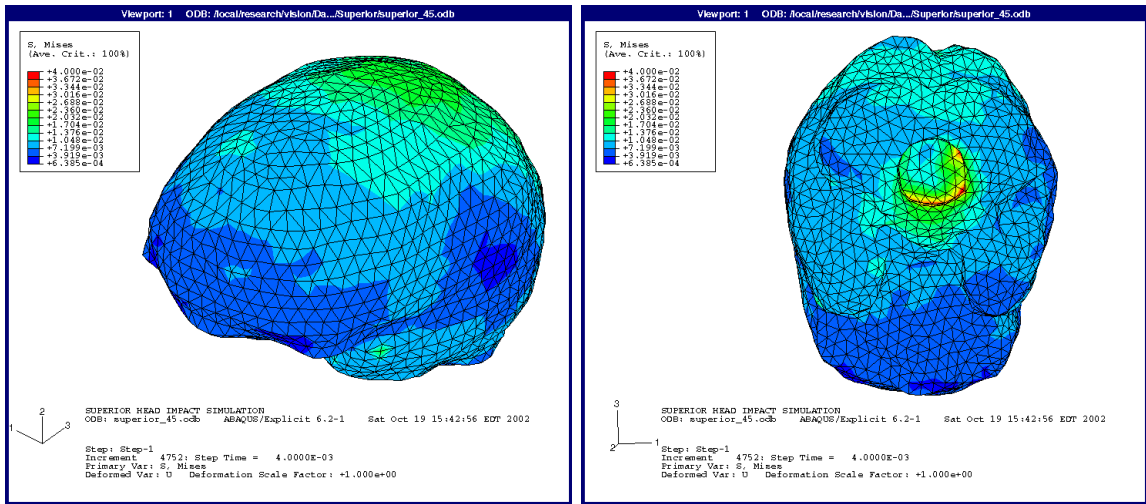 Viewport: 1 ODB: /local/research/vision/Da.../Superior/superior_45.odb
S, Mises
(Ave. Crit.: 100%)
+4.000e-02
+3.672e-02
+3.344e-02
+3.016e-02
+2.688e-02
+2.360e-02
+2.032e-02
+1.704e-02
+1.376e-02
+1.048e-02
+7.199e-03
+3.919e-03
+6.385e-04
2
1
3
SUPERIOR HEAD IMPACT SIMULATION
ODB: superior_45.odb ABAQUS/Explicit 6.2-1 Sat Oct 19 15:42:56 EDT 2002
Step: Step-1
Increment 4752: Step Time = 4.0000E-03
Primary Var: S, Mises
Deformed Var: U Deformation Scale Factor: +1.000e+00
Viewport: 1 ODB: /local/research/vision/Da.../Superior/superior_45.odb
S, Mises
(Ave. Crit.: 100%)
+4.000e-02
+3.672e-02
+3.344e-02
+3.016e-02
+2.688e-02
+2.360e-02
+2.032e-02
+1.704e-02
+1.376e-02
+1.048e-02
+7.199e-03
+3.919e-03
+6.385e-04
3
2
1
SUPERIOR HEAD IMPACT SIMULATION
ODB: superior_45.odb ABAQUS/Explicit 6.2-1 Sat Oct 19 15:42:56 EDT 2002
Step: Step-1
Increment 4752: Step Time = 4.0000E-03
Primary Var: S, Mises
Deformed Var: U Deformation Scale Factor: +1.000e+00